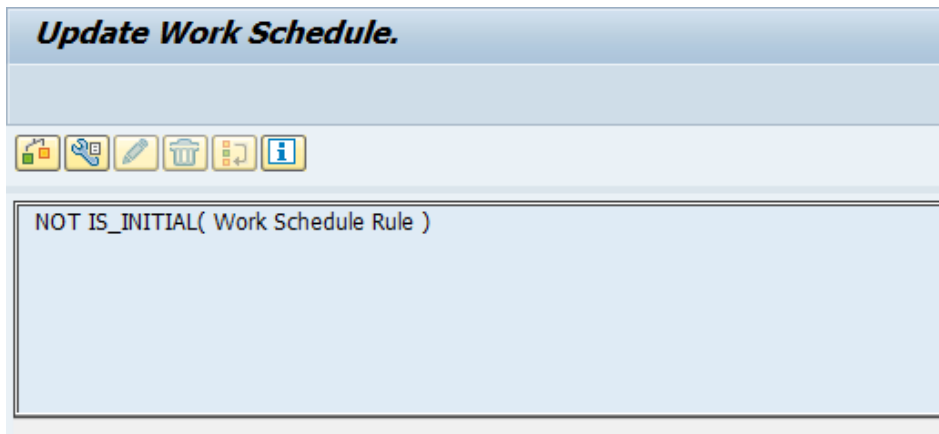 Update Work Schedule.
NOT IS_INITIAL( Work Schedule Rule )